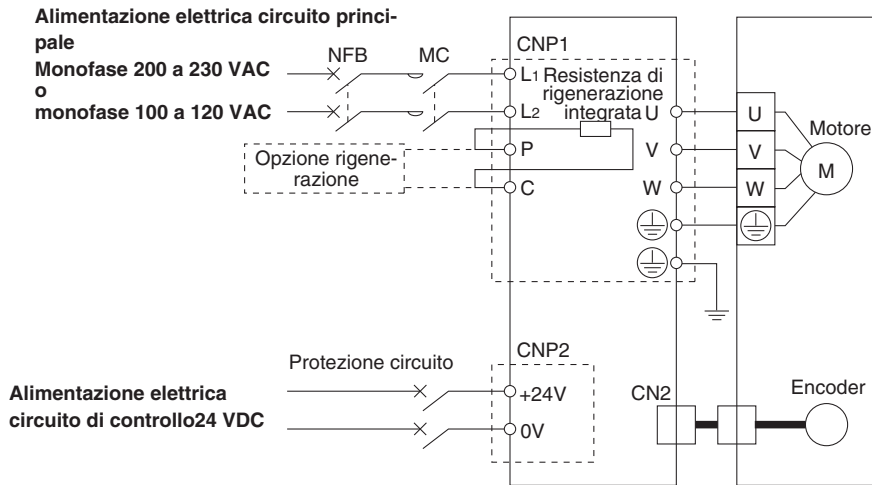 Alimentazione elettrica circuito princi-
pale
Monofase 200 a 230 VAC
o
monofase 100 a 120 VAC
NFB
MC
CNP1
L1
Resistenza di
rigenerazione
integrata
L2
U
U
Motore
P
V
V
M
Opzione rigene-
razione
C
W
W
CNP2
Protezione circuito
Alimentazione elettrica
circuito di controllo24 VDC
+24V
0V
CN2
Encoder